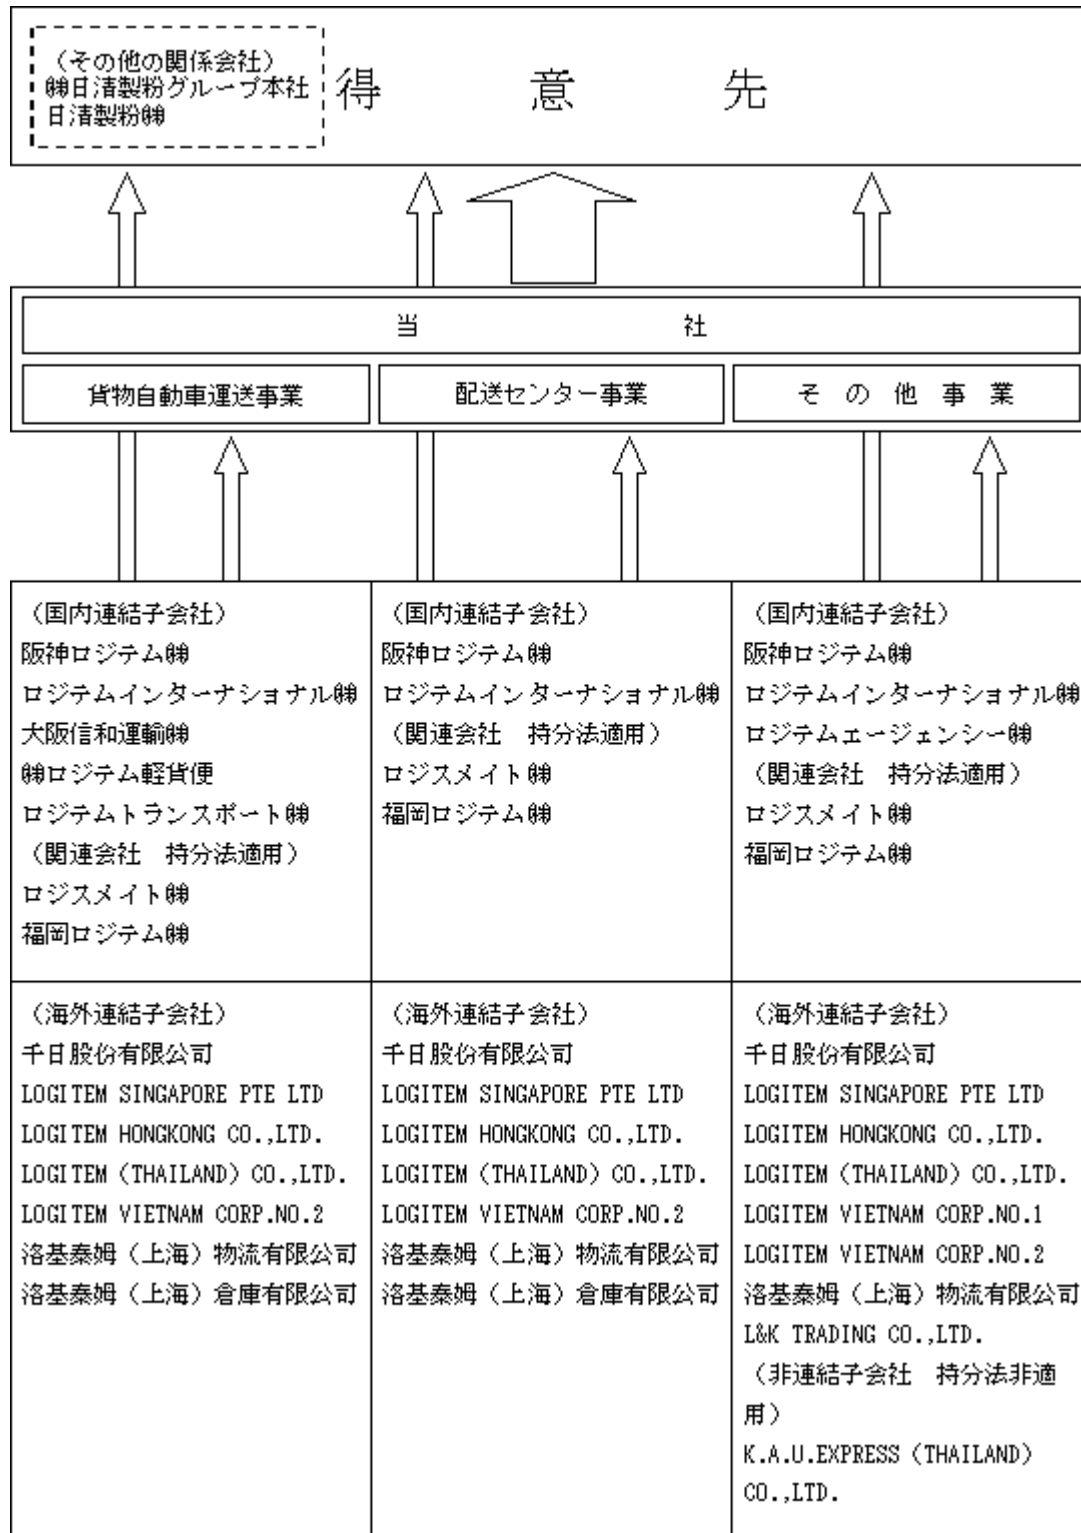 （その他の関係会社）
㈱日清製粉グループ本社
日清製粉㈱
得意先
当社
貨物自動車運送事業
配送センター事業
その他事業
（国内連結子会社）
阪神ロジテム㈱
ロジテムインターナショナル㈱
大阪信和運輸㈱
㈱ロジテム軽貨便
ロジテムトランスポート㈱
（関連会社　持分法適用）
ロジスメイト㈱
福岡ロジテム㈱
（国内連結子会社）
阪神ロジテム㈱
ロジテムインターナショナル㈱
（関連会社　持分法適用）
ロジスメイト㈱
福岡ロジテム㈱
（国内連結子会社）
阪神ロジテム㈱
ロジテムインターナショナル㈱
ロジテムエージェンシー㈱
（関連会社　持分法適用）
ロジスメイト㈱
福岡ロジテム㈱
（海外連結子会社）
千日股份有限公司
LOGITEM SINGAPORE PTE LTD
LOGITEM HONGKONG CO.,LTD.
LOGITEM (THAILAND) CO.,LTD.
LOGITEM VIETNAM CORP.NO.2
洛基泰姆（上海）物流有限公司
洛基泰姆（上海）倉庫有限公司
（海外連結子会社）
千日股份有限公司
LOGITEM SINGAPORE PTE LTD
LOGITEM HONGKONG CO.,LTD.
LOGITEM (THAILAND) CO.,LTD.
LOGITEM VIETNAM CORP.NO.2
洛基泰姆（上海）物流有限公司
洛基泰姆（上海）倉庫有限公司
（海外連結子会社）
千日股份有限公司
LOGITEM SINGAPORE PTE LTD
LOGITEM HONGKONG CO.,LTD.
LOGITEM (THAILAND) CO.,LTD.
LOGITEM VIETNAM CORP.NO.1
LOGITEM VIETNAM CORP.NO.2
洛基泰姆（上海）物流有限公司
L&K TRADING CO.,LTD.
（非連結子会社　持分法非適
用）
K.A.U.EXPRESS (THAILAND)
CO.,LTD.